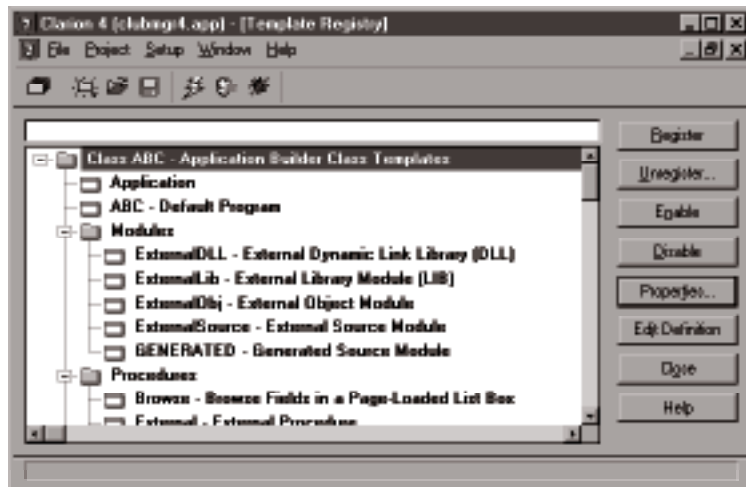 Clarion 4 (clubmgr4.app) - [Template Registry]
File Project Setup Window Help
Class ABC - Application Builder Class Templates
Application
ABC - Default Program
Modules
ExternalDLL - External Dynamic Link Library (DLL)
ExternalLib - External Library Module (LIB)
ExternalObj - External Object Module
ExternalSource - External Source Module
GENERATED - Generated Source Module
Procedures
Browse - Browse Fields in a Page-Loaded List Box
External - External Procedure
Register
Unregister...
Enable
Disable
Properties...
Edit Definition
Close
Help